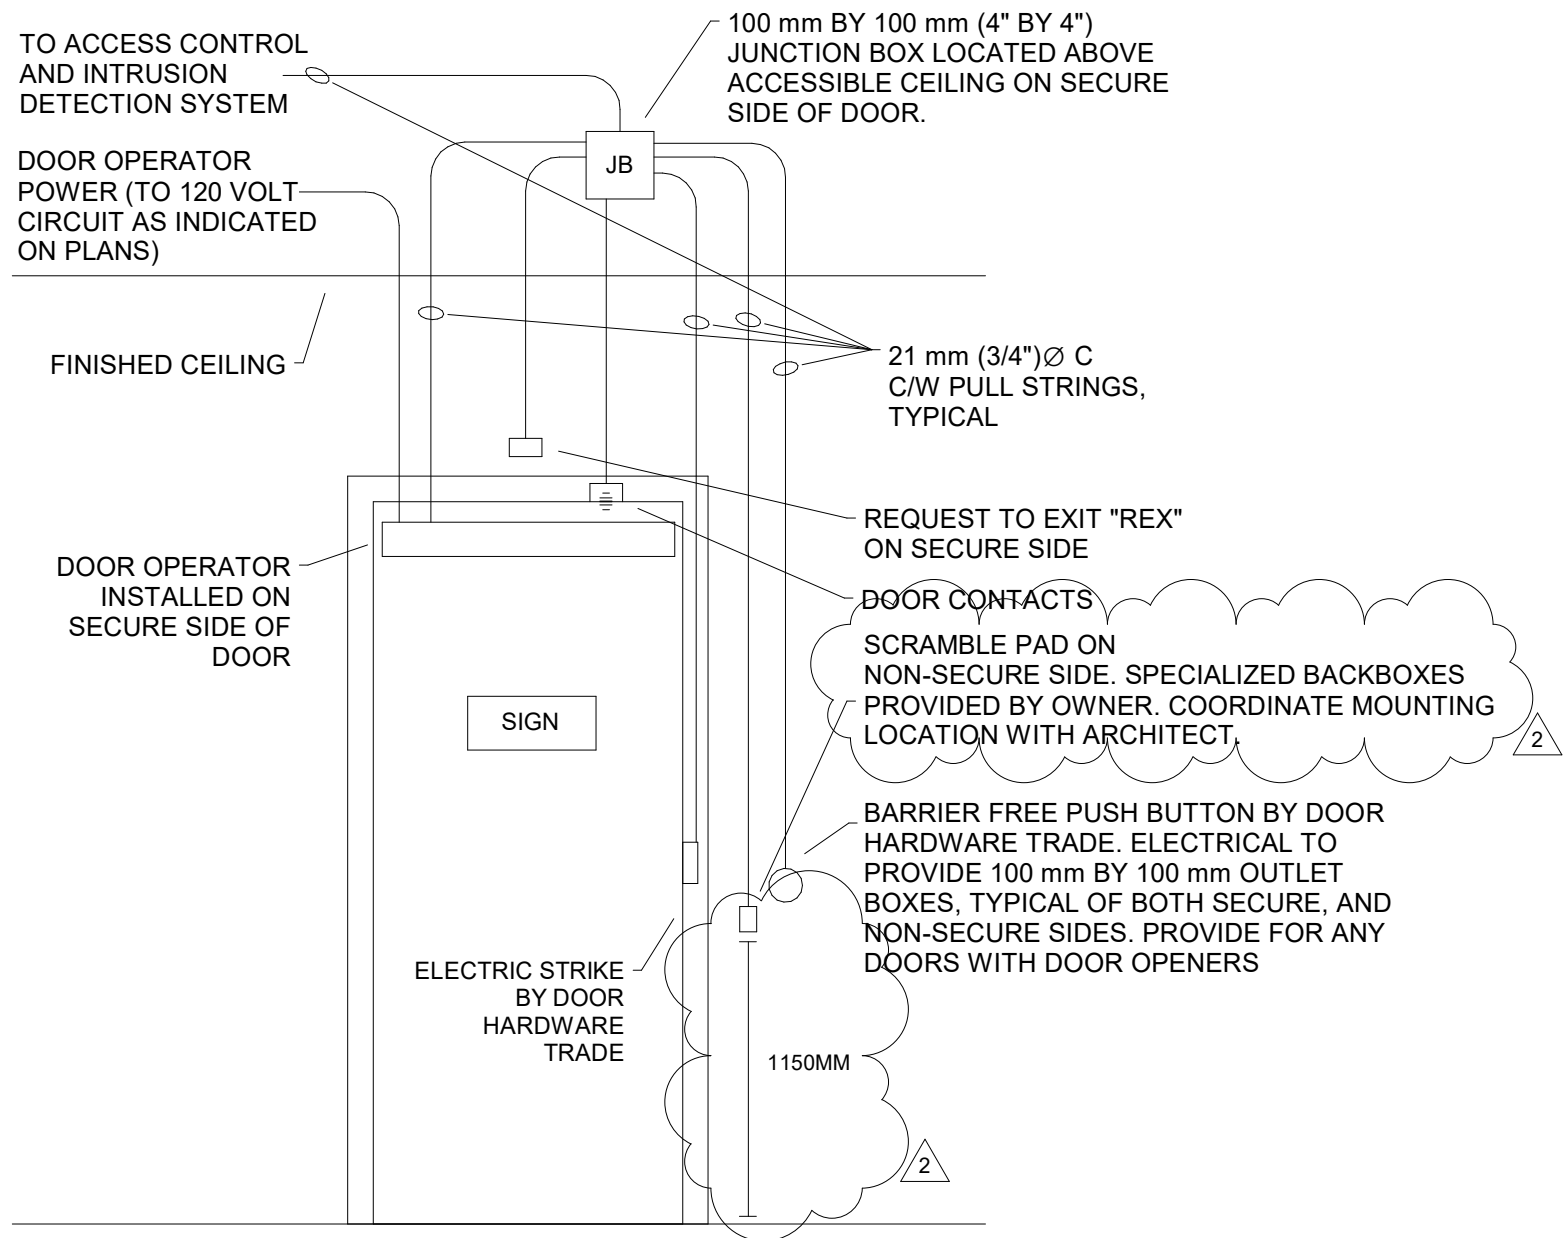 TO ACCESS CONTROL
AND INTRUSION
DETECTION SYSTEM
100 mm BY 100 mm (4" BY 4")
JUNCTION BOX LOCATED ABOVE
ACCESSIBLE CEILING ON SECURE
SIDE OF DOOR.
JB
DOOR OPERATOR
POWER (TO 120 VOLT
CIRCUIT AS INDICATED
ON PLANS)
FINISHED CEILING
21 mm (3/4")Ø C
C/W PULL STRINGS,
TYPICAL
REQUEST TO EXIT "REX"
ON SECURE SIDE
DOOR OPERATOR
INSTALLED ON
SECURE SIDE OF
DOOR
DOOR CONTACTS
SCRAMBLE PAD ON
NON-SECURE SIDE. SPECIALIZED BACKBOXES
PROVIDED BY OWNER. COORDINATE MOUNTING
LOCATION WITH ARCHITECT.
2
SIGN
BARRIER FREE PUSH BUTTON BY DOOR
HARDWARE TRADE. ELECTRICAL TO
PROVIDE 100 mm BY 100 mm OUTLET
BOXES, TYPICAL OF BOTH SECURE, AND
NON-SECURE SIDES. PROVIDE FOR ANY
DOORS WITH DOOR OPENERS
ELECTRIC STRIKE
BY DOOR
HARDWARE
TRADE
1150MM
2